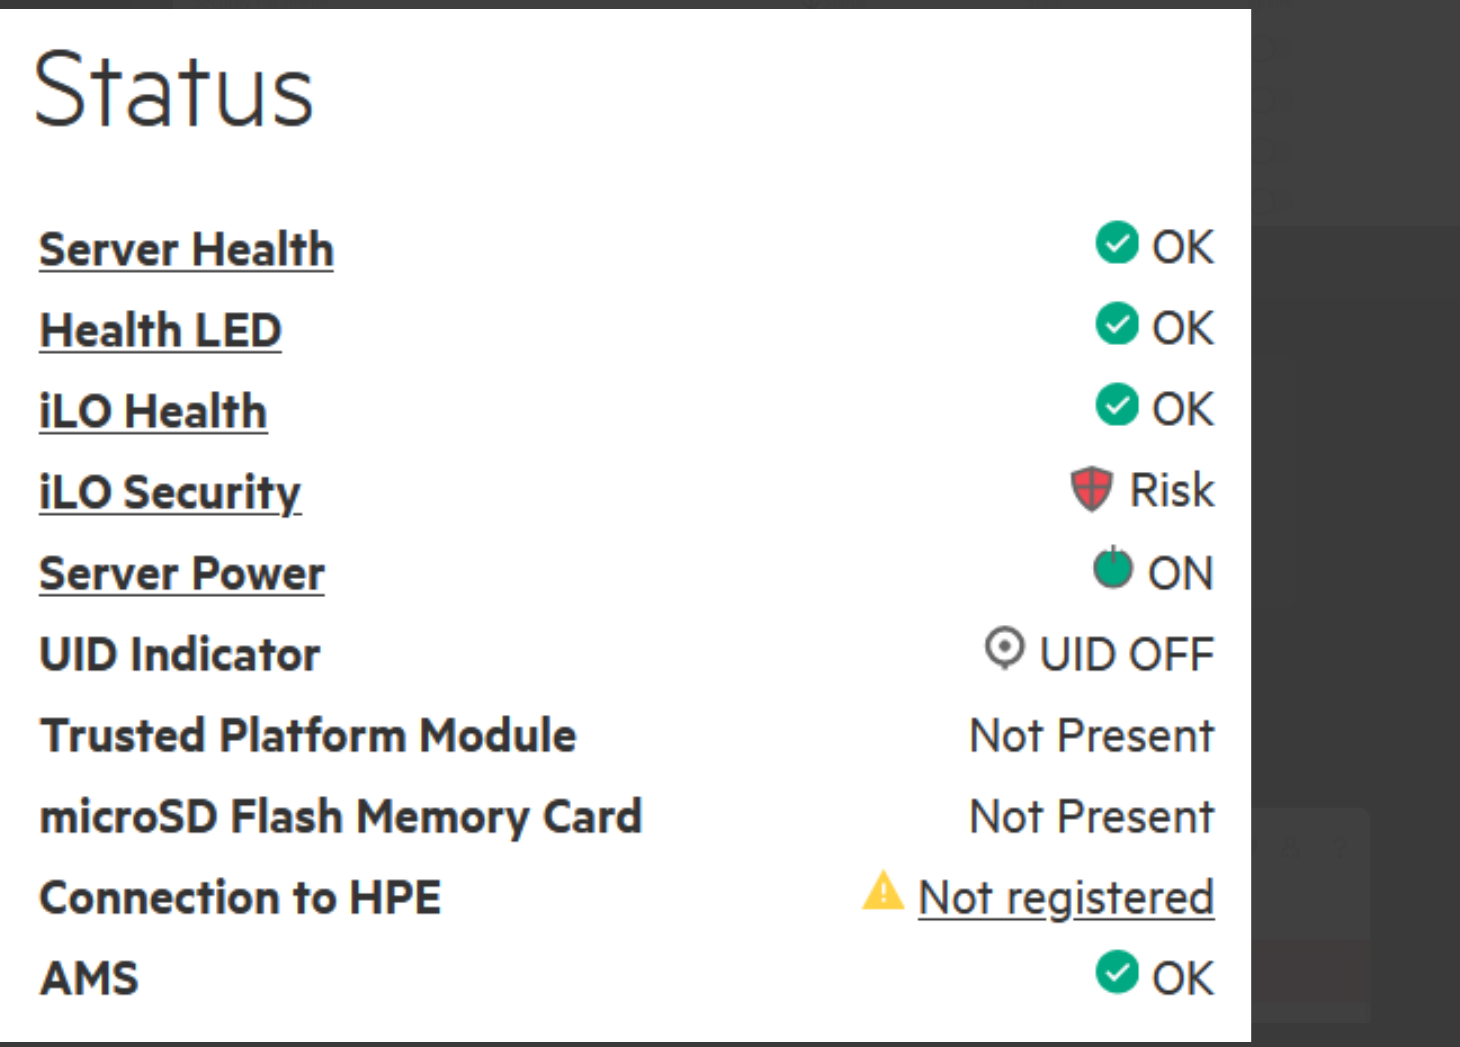 Status
Server Health OK
Health LED OK
iLO Health OK
iLO Security Risk
Server Power ON
UID Indicator UID OFF
Trusted Platform Module Not Present
microSD Flash Memory Card Not Present
Connection to HPE Not registered
AMS OK